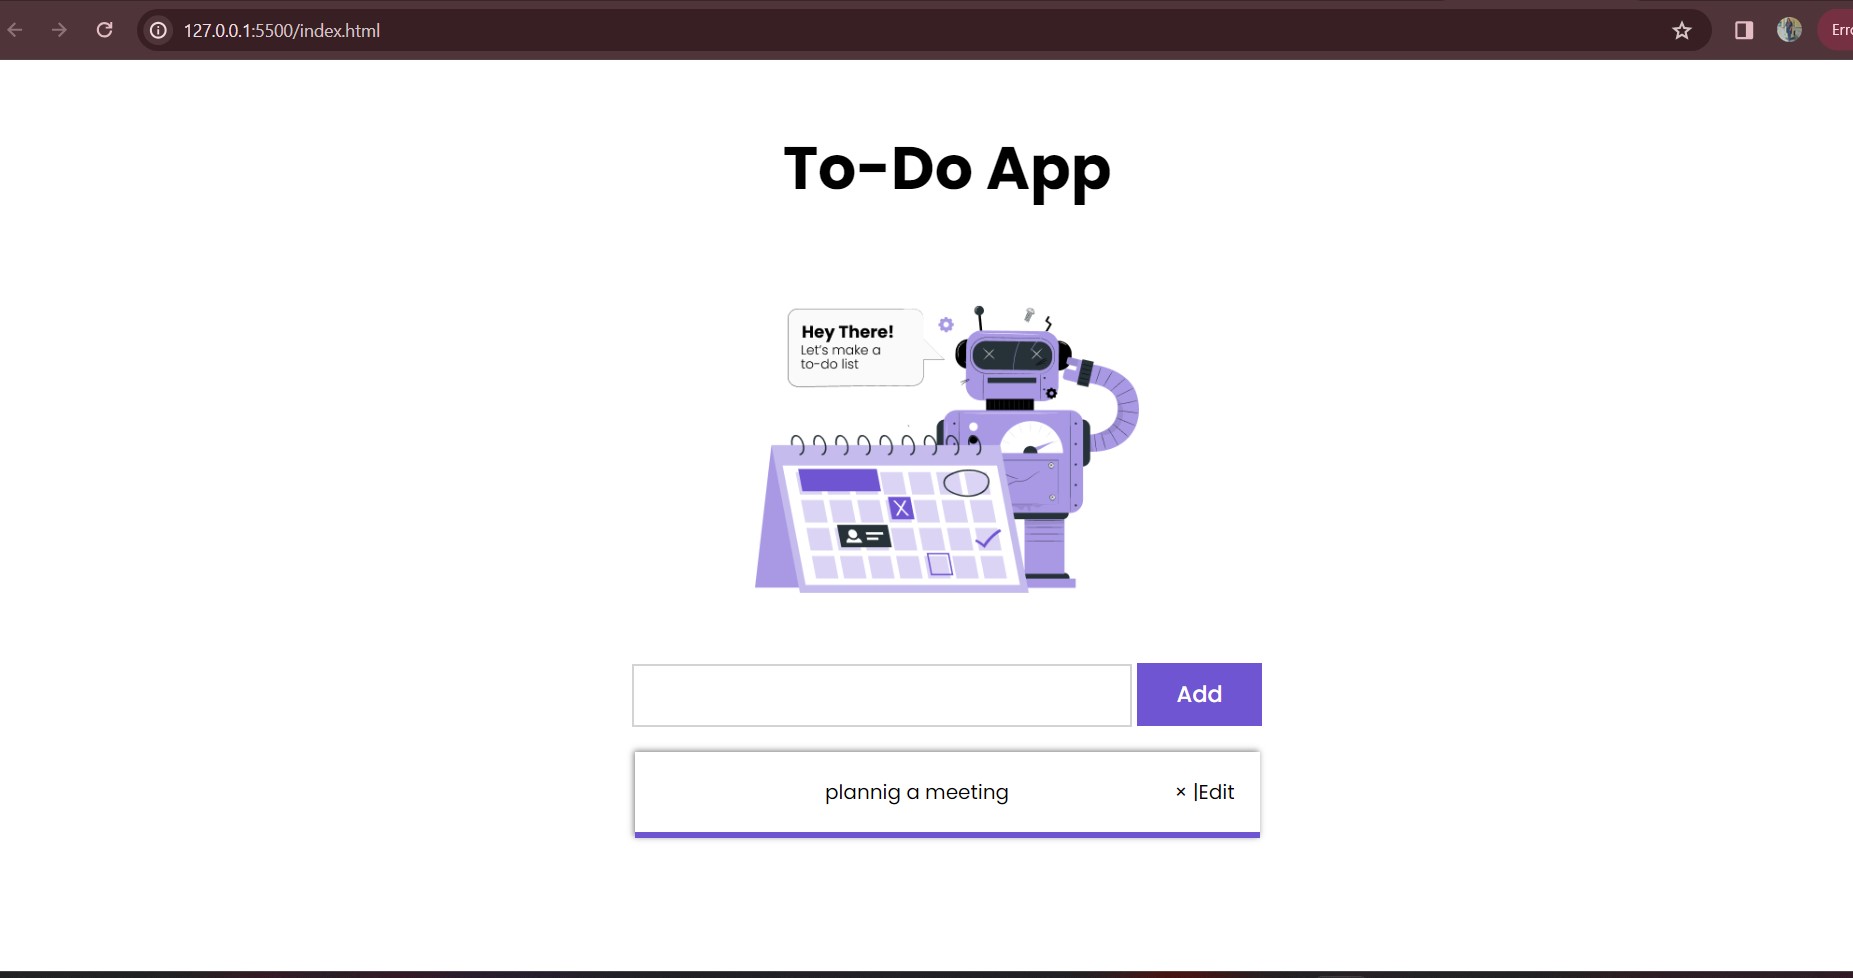 127.0.0.1:5500/index.html
To-Do App
Hey There!
Let's make a
to-do list
Add
plannig a meeting
× |Edit